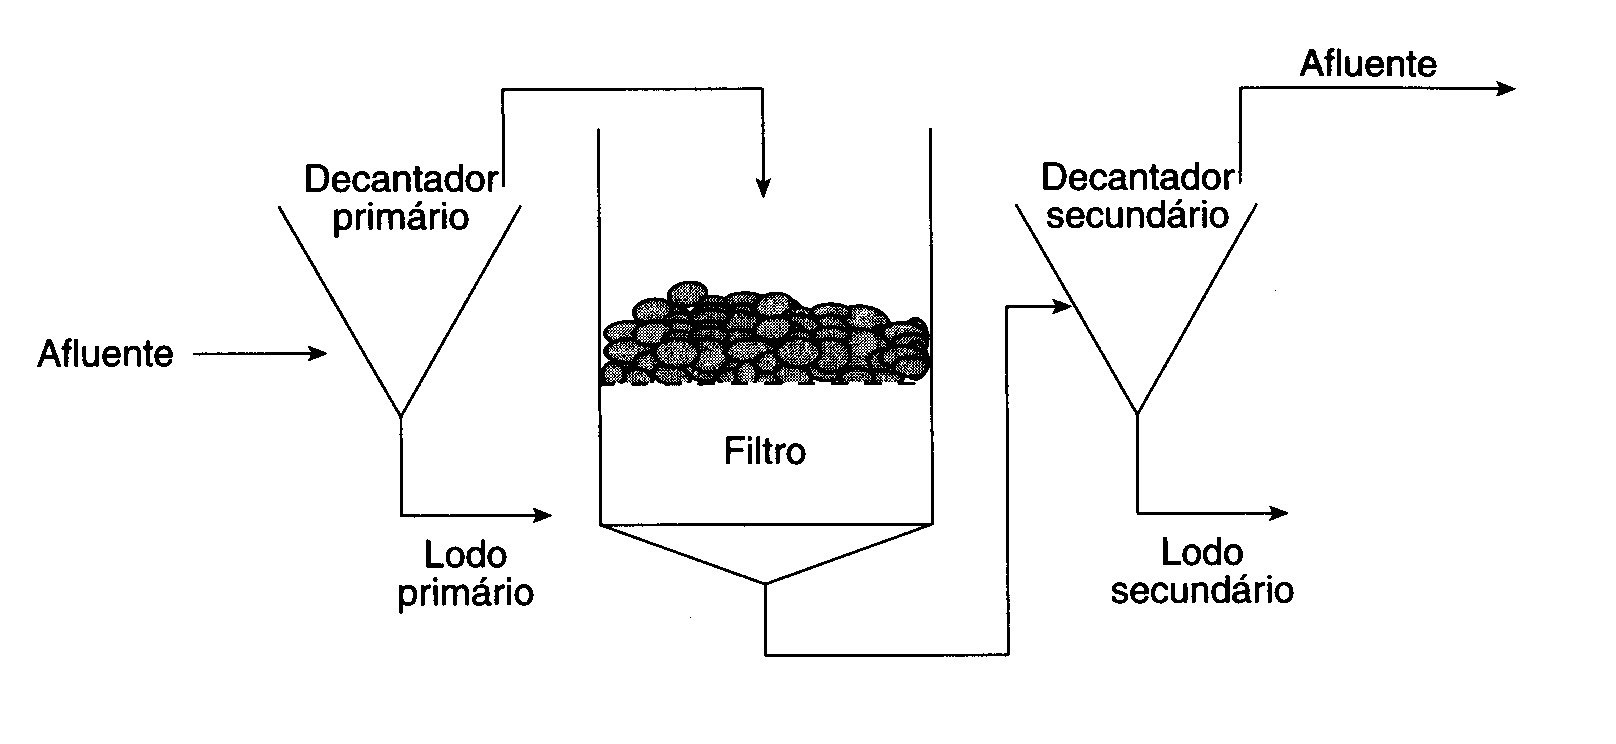 Afluente
Decantador
primário
Lodo
primário
Filtro
Decantador
secundário
Afluente
Lodo
secundário